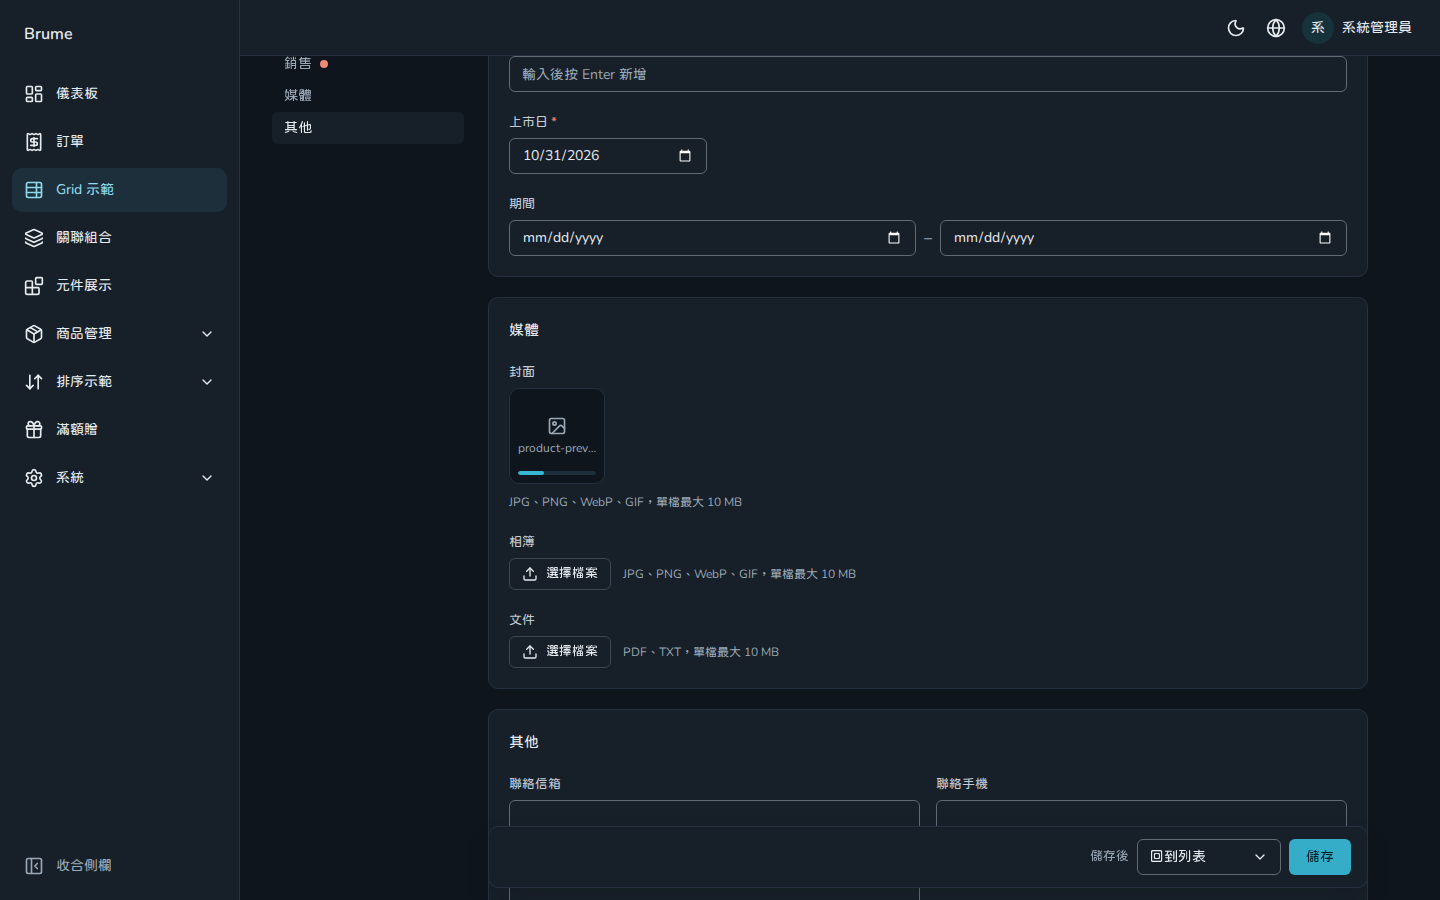 Brume
系 系統管理員
儀表板
訂單
Grid 示範
關聯組合
元件展示
商品管理
排序示範
滿額贈
系統
收合側欄
銷售
媒體
其他
輸入後按 Enter 新增
上市日 *
10/31/2026
期間
mm/dd/yyyy – mm/dd/yyyy
媒體
封面
product-prev...
JPG、PNG、WebP、GIF，單檔最大 10 MB
相簿
選擇檔案 JPG、PNG、WebP、GIF，單檔最大 10 MB
文件
選擇檔案 PDF、TXT，單檔最大 10 MB
其他
聯絡信箱 聯絡手機
儲存後 回到列表 儲存